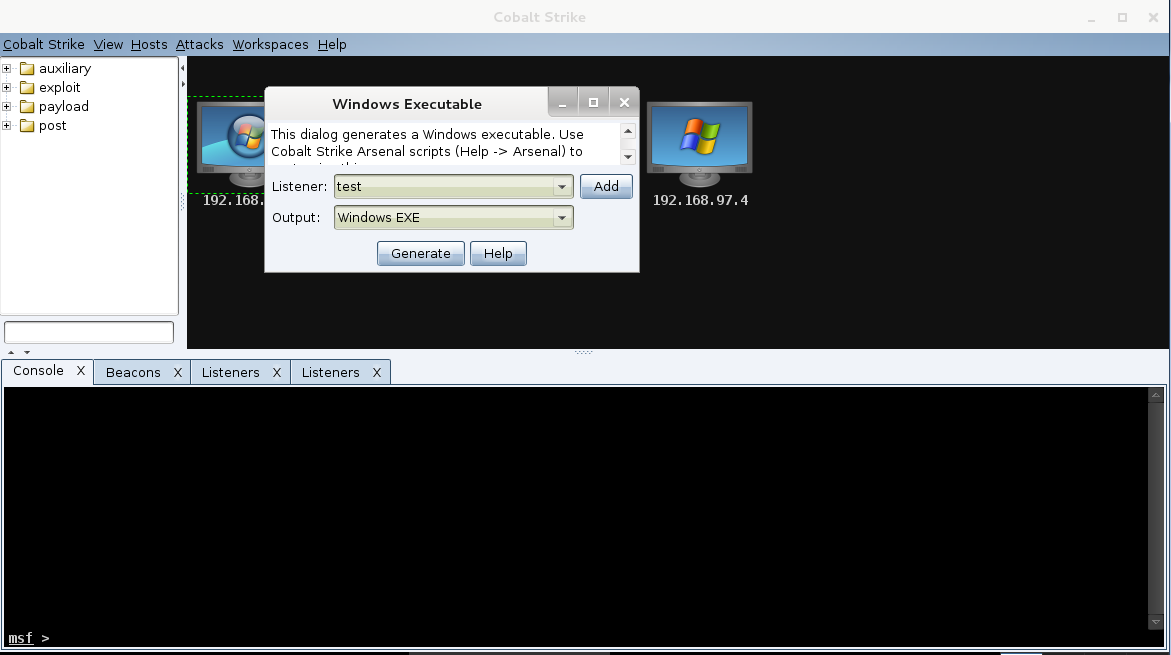 Cobalt Strike
Cobalt Strike View Hosts Attacks Workspaces Help
auxiliary
exploit
payload
post
Windows Executable
This dialog generates a Windows executable. Use
Cobalt Strike Arsenal scripts (Help -> Arsenal) to
Listener: test Add
Output: Windows EXE
Generate Help
192.168.
192.168.97.4
Console X Beacons X Listeners X Listeners X
msf >